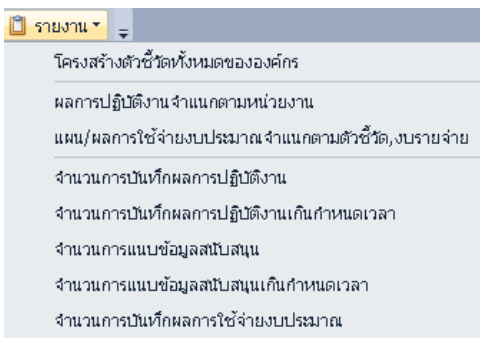 รายงาน
โครงสร้างตัวชี้วัดทั้งหมดขององค์กร
ผลการปฏิบัติงานจำแนกตามหน่วยงาน
แผน/ผลการใช้จ่ายงบประมาณจำแนกตามตัวชี้วัด,งบรายจ่าย
จำนวนการบันทึกผลการปฏิบัติงาน
จำนวนการบันทึกผลการปฏิบัติงานเกินกำหนดเวลา
จำนวนการแนบข้อมูลสนับสนุน
จำนวนการแนบข้อมูลสนับสนุนเกินกำหนดเวลา
จำนวนการบันทึกผลการใช้จ่ายงบประมาณ